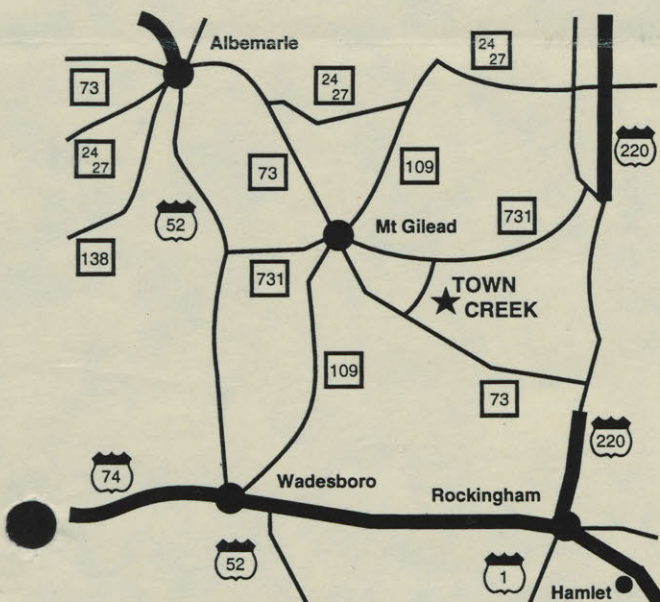 Albemarle
24
27
24
27
73
220
24
27
73
109
731
52
Mt Gilead
138
731
TOWN
CREEK
109
73
220
74
Wadesboro
Rockingham
52
1
Hamlet